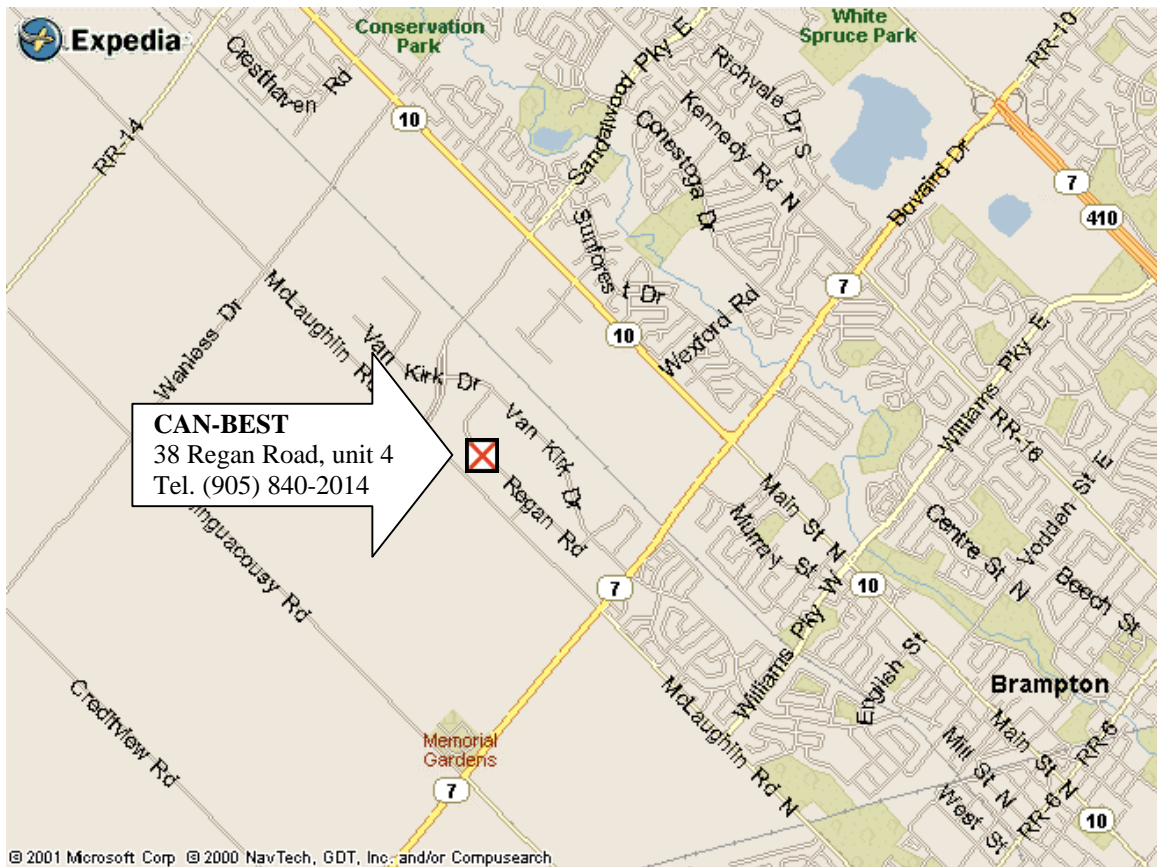 Expedia
Conservation
Park
White
Spruce Park
RR-10
Cresthaven Rd
Sandalwood Pky E
Richvale Dr S
10
RR-14
Conestoga Dr
Kennedy Rd N
Bovaird Dr
7
410
Sunfores
t Dr
7
McLaughlin Rd
Wanless Dr
10
Wexford Rd
Van Kirk Dr
Williams Pky E
CAN-BEST
38 Regan Road, unit 4
Tel. (905) 840-2014
Van Kirk Dr
Regan Rd
RR-16
Main St N
Murray St
Centre St N
Voddan St E
Beech St
inguacousy Rd
7
10
Williams Pky W
English St
Brampton
Creditview Rd
McLaughlin Rd N
Memorial
Gardens
Main St N
Mill St N
RR-6
RR-6
West St
7
10
© 2001 Microsoft Corp © 2000 NavTech, GDT, Inc. and/or Compusearch